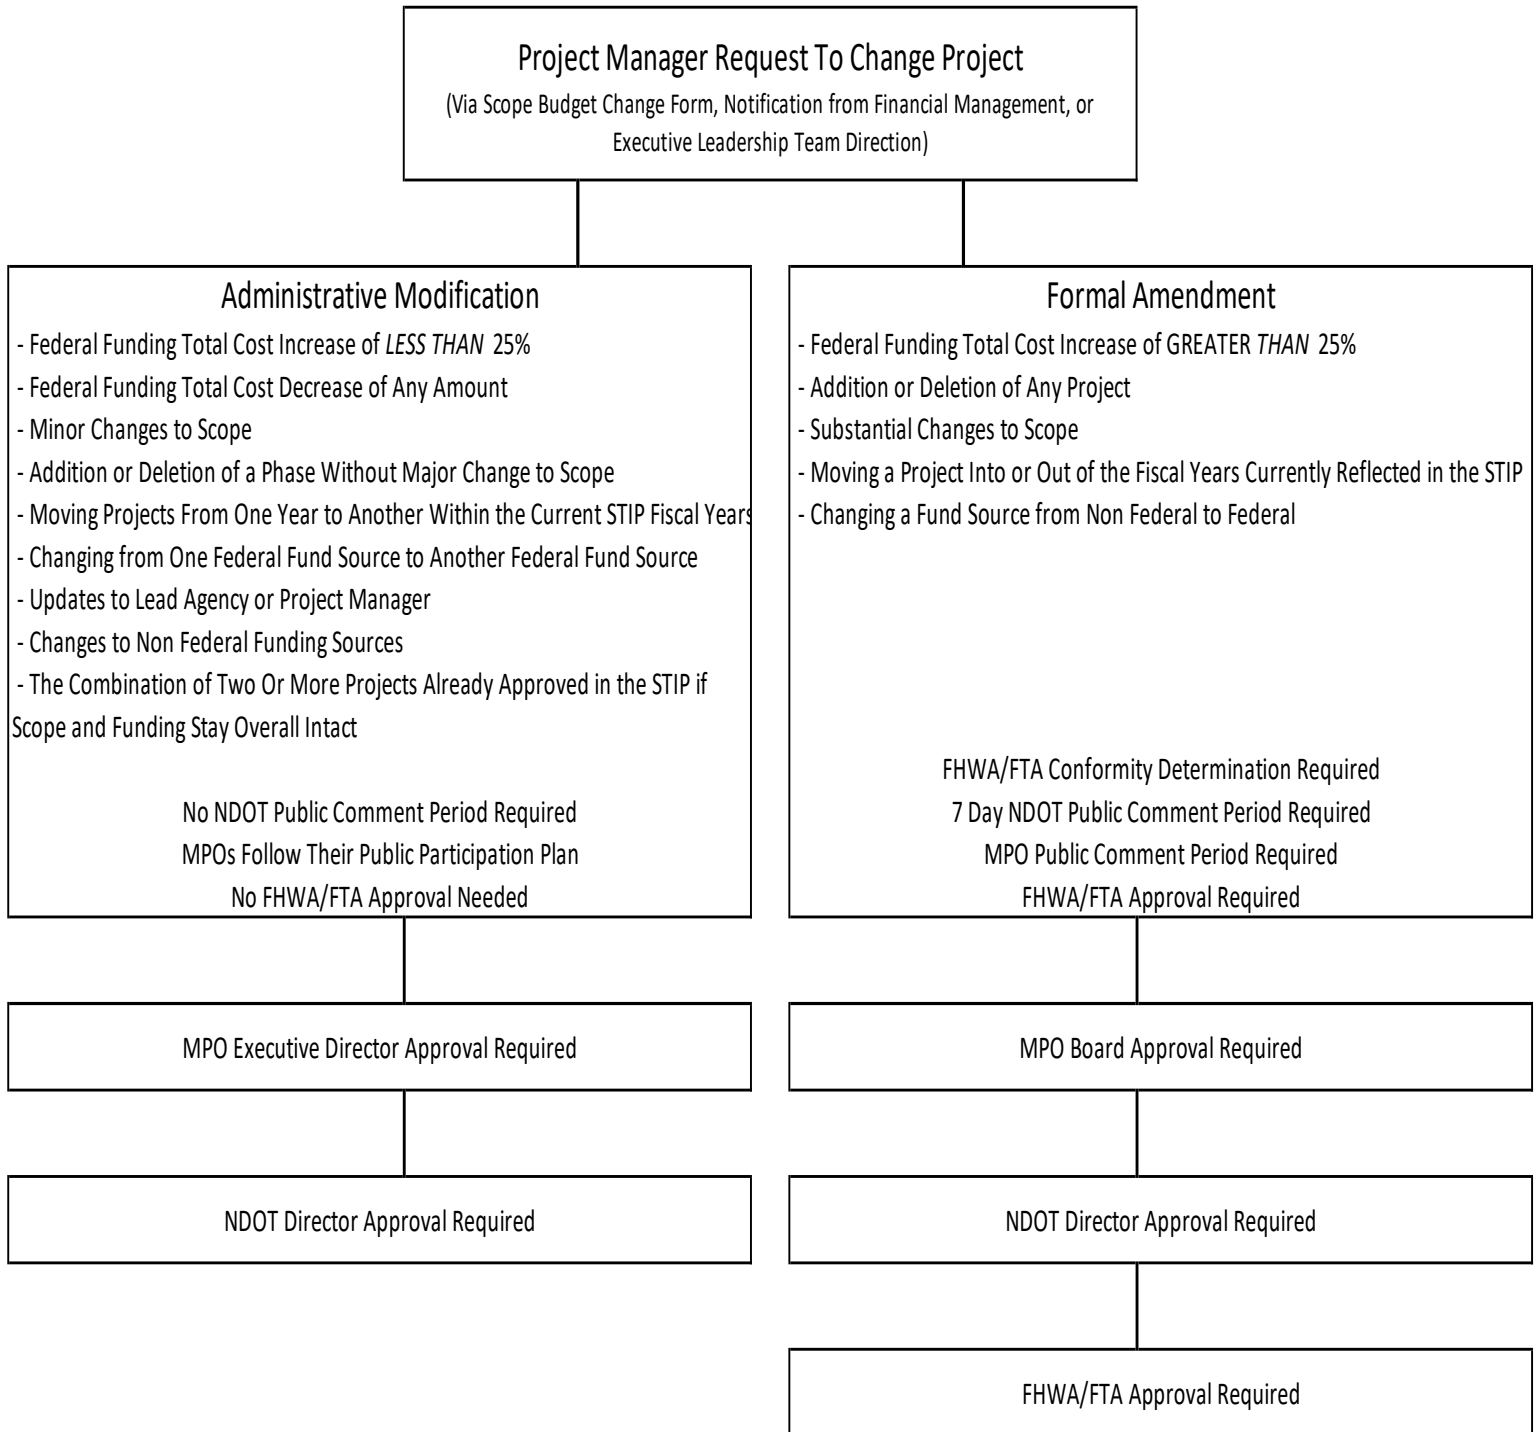 Project Manager Request To Change Project
(Via Scope Budget Change Form, Notification from Financial Management, or
Executive Leadership Team Direction)
Administrative Modification
- Federal Funding Total Cost Increase of LESS THAN 25%
- Federal Funding Total Cost Decrease of Any Amount
- Minor Changes to Scope
- Addition or Deletion of a Phase Without Major Change to Scope
- Moving Projects From One Year to Another Within the Current STIP Fiscal Years
- Changing from One Federal Fund Source to Another Federal Fund Source
- Updates to Lead Agency or Project Manager
- Changes to Non Federal Funding Sources
- The Combination of Two Or More Projects Already Approved in the STIP if
Scope and Funding Stay Overall Intact
No NDOT Public Comment Period Required
MPOs Follow Their Public Participation Plan
No FHWA/FTA Approval Needed
Formal Amendment
- Federal Funding Total Cost Increase of GREATER THAN 25%
- Addition or Deletion of Any Project
- Substantial Changes to Scope
- Moving a Project Into or Out of the Fiscal Years Currently Reflected in the STIP
- Changing a Fund Source from Non Federal to Federal
FHWA/FTA Conformity Determination Required
7 Day NDOT Public Comment Period Required
MPO Public Comment Period Required
FHWA/FTA Approval Required
MPO Executive Director Approval Required
MPO Board Approval Required
NDOT Director Approval Required
NDOT Director Approval Required
FHWA/FTA Approval Required